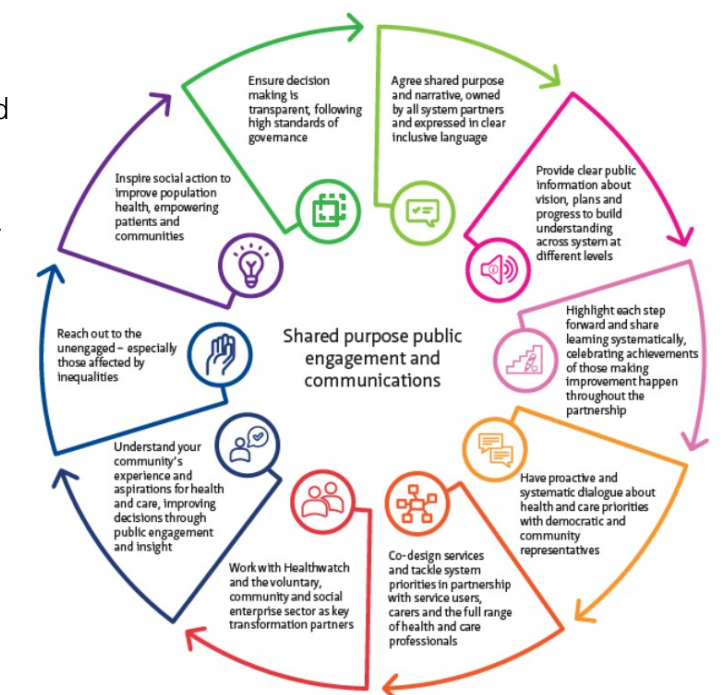 d
.
Ensure decision
making is
transparent, following
high standards of
governance
Agree shared purpose
and narrative, owned
by all system partners
and expressed in clear
inclusive language
Provide clear public
information about
vision, plans and
progress to build
understanding
across system at
different levels
Highlight each step
forward and share
learning systematically,
celebrating achievements
of those making
improvement happen
throughout the
partnership
Have proactive and
systematic dialogue about
health and care priorities
with democratic and
community
representatives
Co-design services
and tackle system
priorities in partnership
with service users,
carers and the full range
of health and care
professionals
Work with Healthwatch
and the voluntary,
community and social
enterprise sector as key
transformation partners
Understand your
community's
experience and
aspirations for health
and care, improving
decisions through
public engagement
and insight
Reach out to the
unengaged – especially
those affected by
inequalities
Inspire social action to
improve population
health, empowering
patients and
communities
Shared purpose public
engagement and
communications